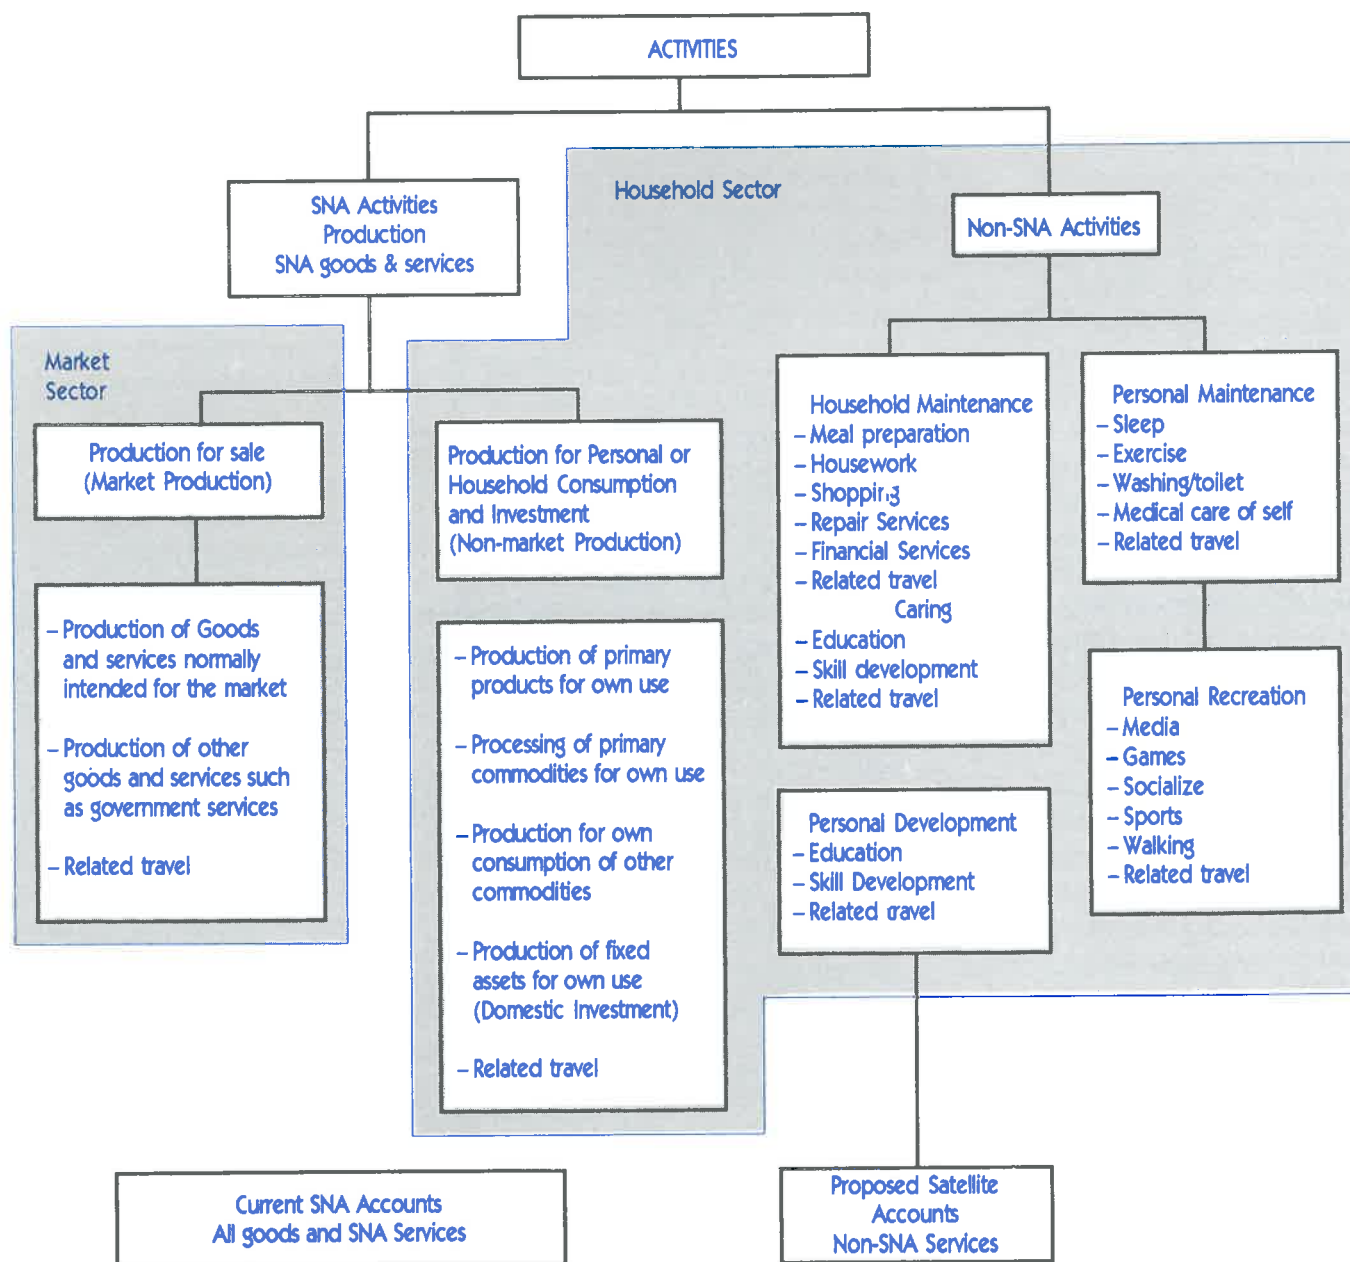 ACTIVITIES
SNA Activities
Production
SNA goods & services
Household Sector
Non-SNA Activities
Market
Sector
Production for sale
(Market Production)
– Production of Goods
and services normally
intended for the market
– Production of other
goods and services such
as government services
– Related travel
Production for Personal or
Household Consumption
and Investment
(Non-market Production)
– Production of primary
products for own use
– Processing of primary
commodities for own use
– Production for own
consumption of other
commodities
– Production of fixed
assets for own use
(Domestic Investment)
– Related travel
Household Maintenance
– Meal preparation
– Housework
– Shopping
– Repair Services
– Financial Services
– Related travel
Caring
– Education
– Skill development
– Related travel
Personal Development
– Education
– Skill Development
– Related travel
Personal Maintenance
– Sleep
– Exercise
– Washing/toilet
– Medical care of self
– Related travel
Personal Recreation
– Media
– Games
– Socialize
– Sports
– Walking
– Related travel
Current SNA Accounts
All goods and SNA Services
Proposed Satellite
Accounts
Non-SNA Services